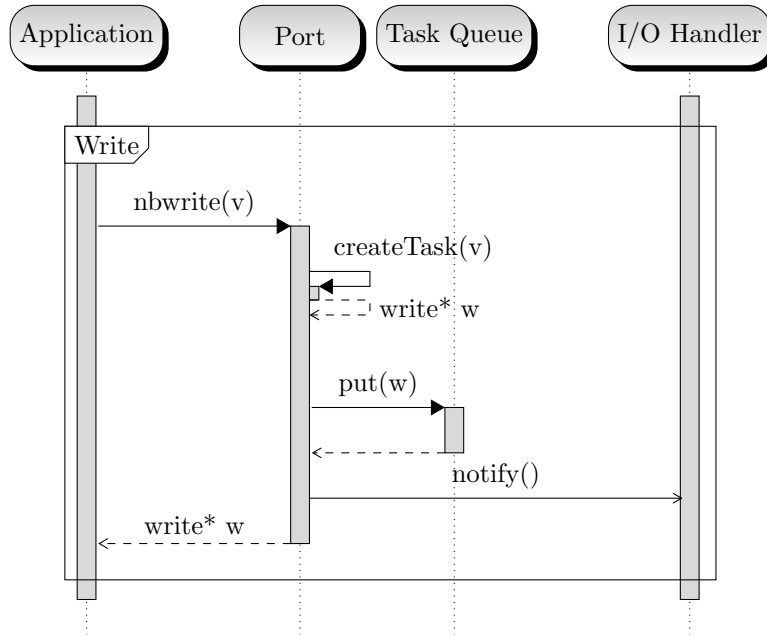 Application
Port
Task Queue
I/O Handler
Write
nbwrite(v)
createTask(v)
write* w
put(w)
notify()
write* w